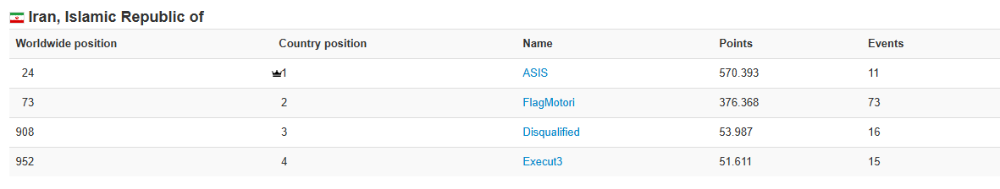 Iran, Islamic Republic of
Worldwide position Country position Name Points Events
24 1 ASIS 570.393 11
73 2 FlagMotori 376.368 73
908 3 Disqualified 53.987 16
952 4 Execut3 51.611 15